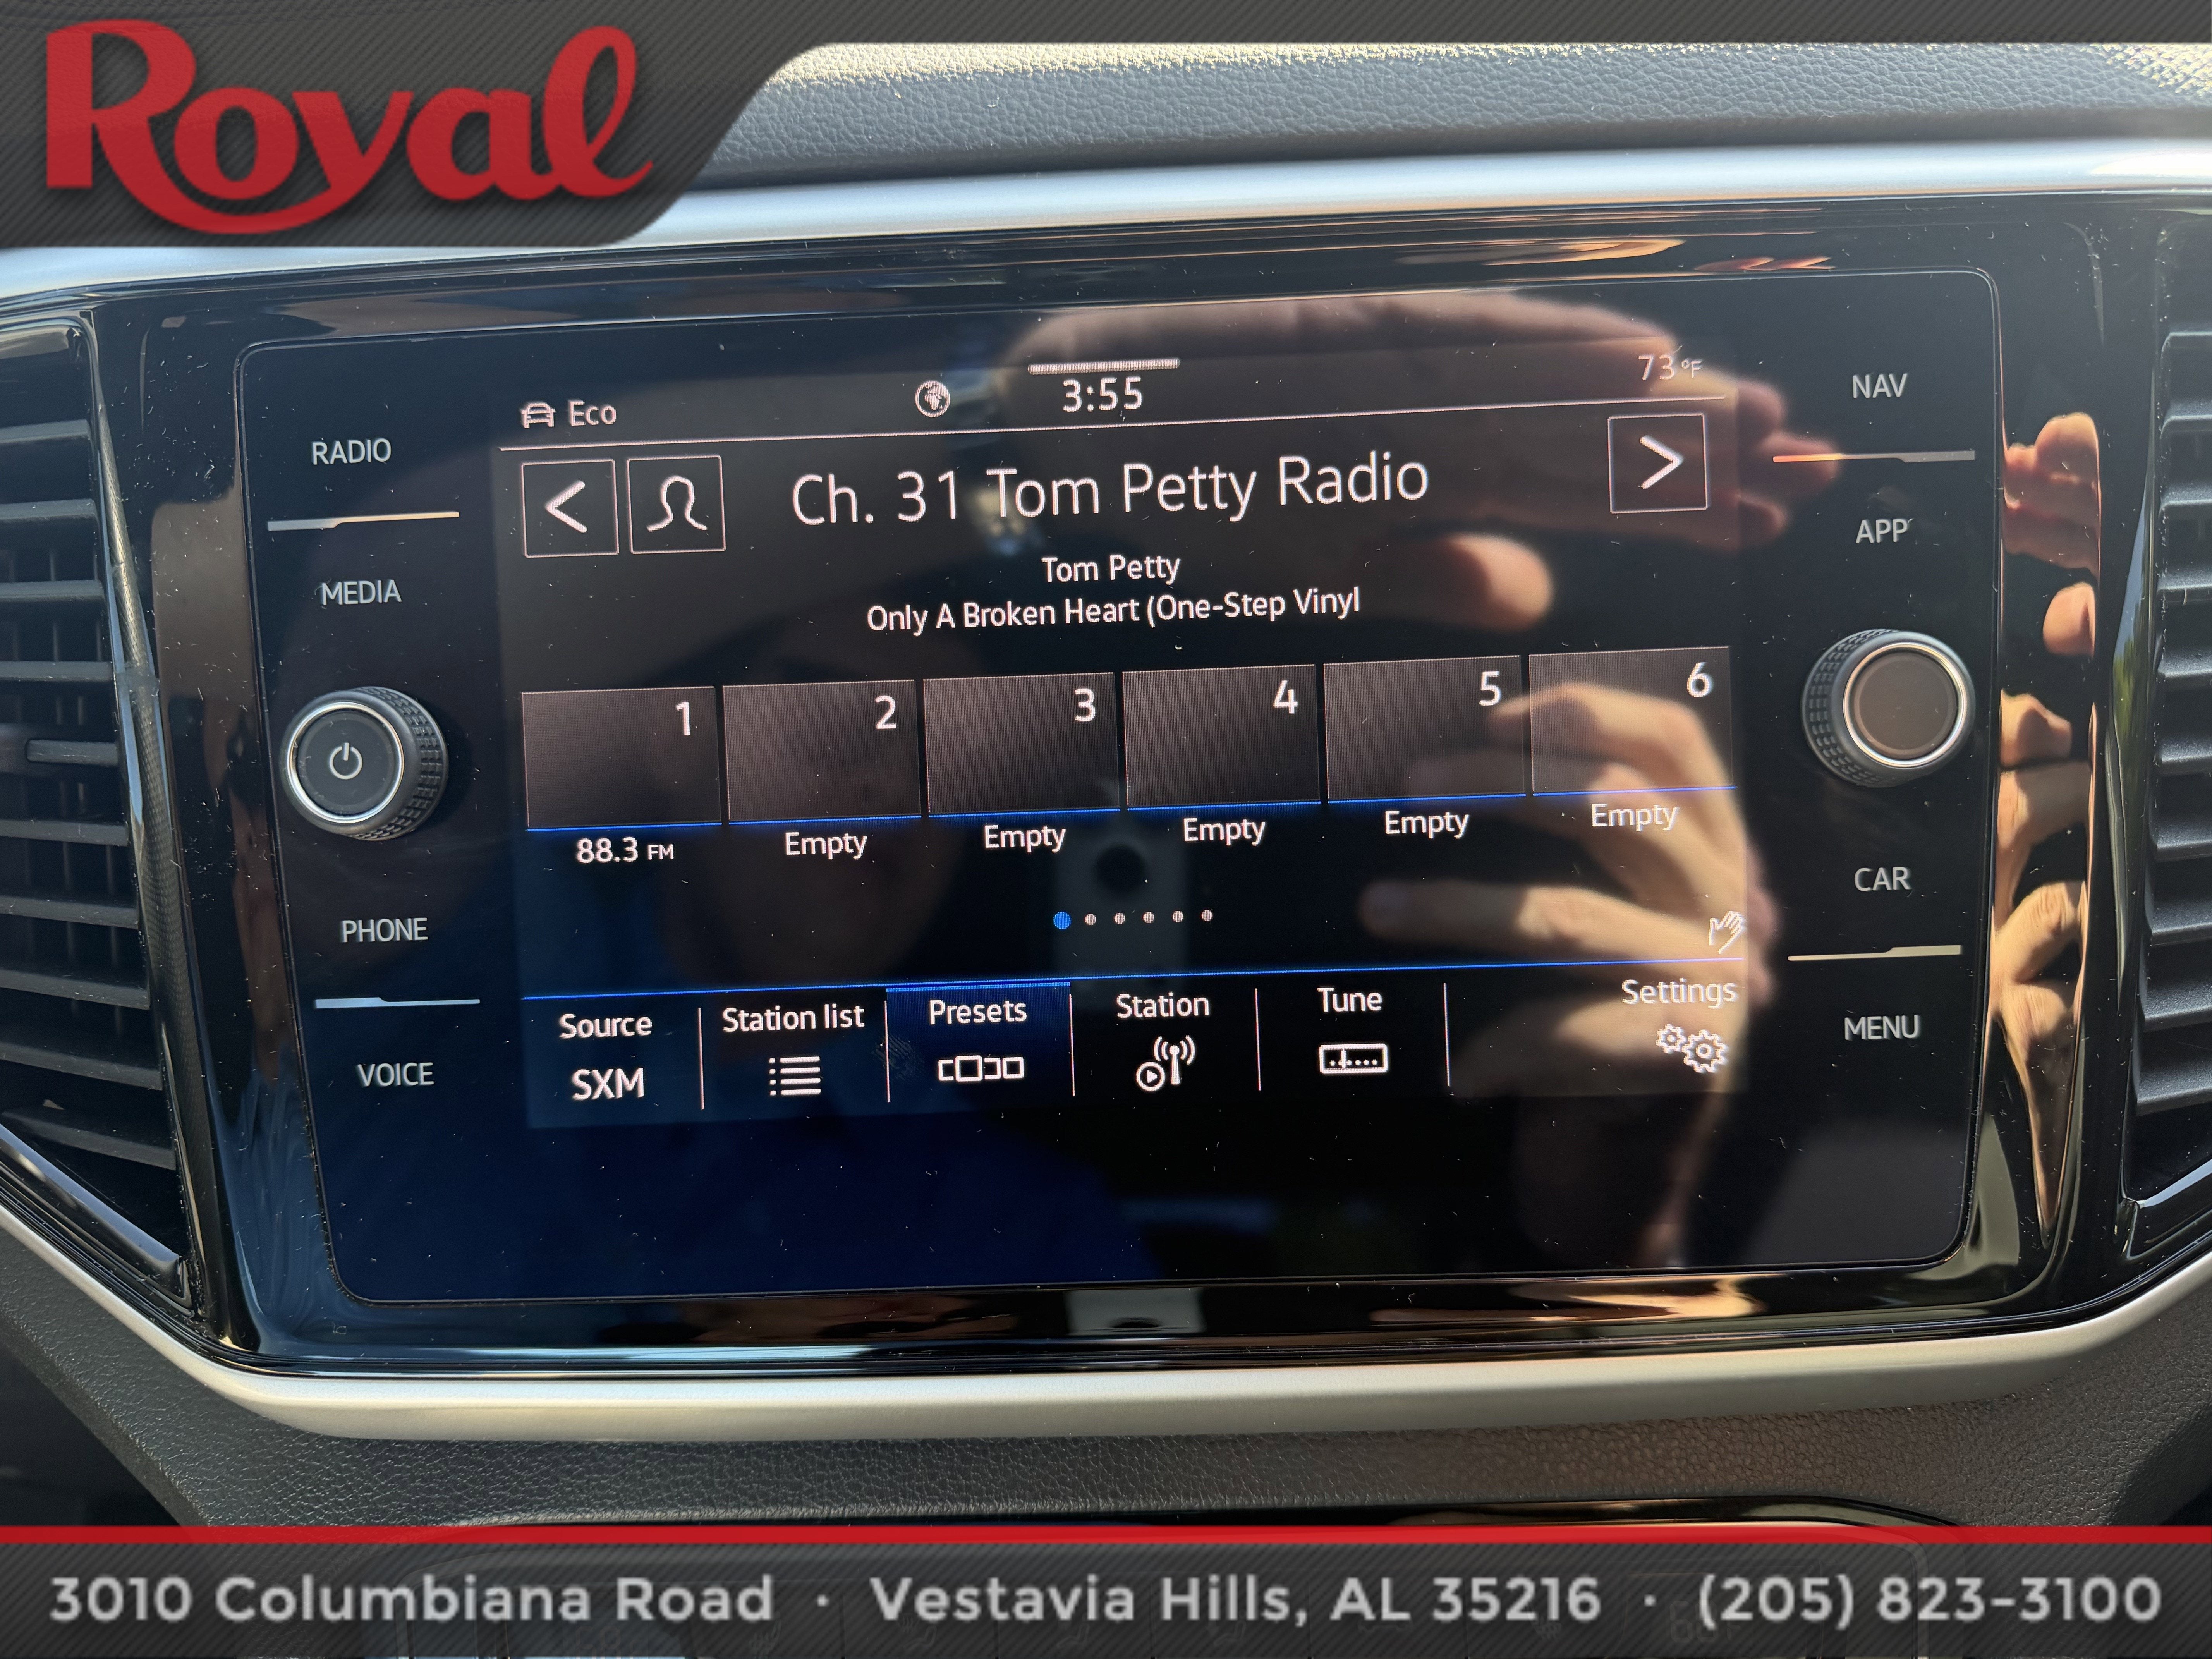 Royal
Eco
3:55
73°F
RADIO
MEDIA
PHONE
VOICE
NAV
APP
CAR
MENU
< Ch. 31 Tom Petty Radio >
Tom Petty
Only A Broken Heart (One-Step Vinyl
1 2 3 4 5 6
88.3 FM Empty Empty Empty Empty Empty
Source Station list Presets Station Tune Settings
SXM
3010 Columbiana Road · Vestavia Hills, AL 35216 · (205) 823-3100